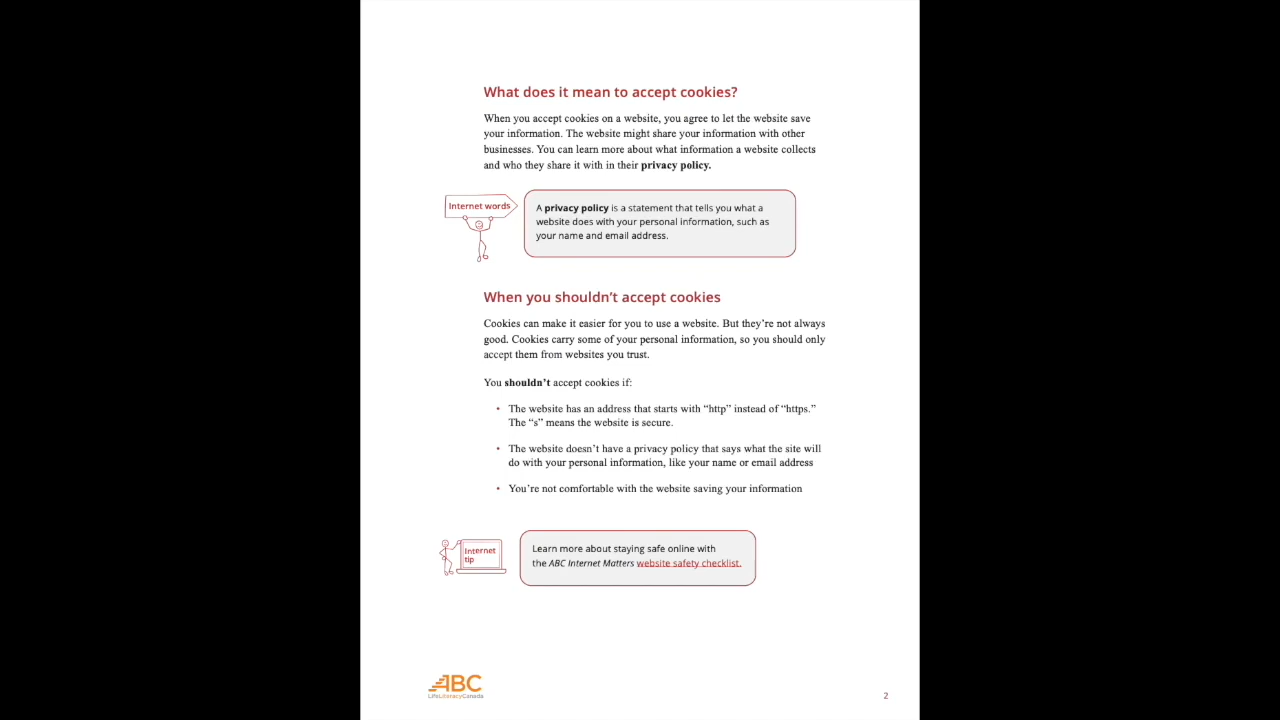 What does it mean to accept cookies?
When you accept cookies on a website, you agree to let the website save
your information. The website might share your information with other
businesses. You can learn more about what information a website collects
and who they share it with in their privacy policy.
Internet words
A privacy policy is a statement that tells you what a
website does with your personal information, such as
your name and email address.
When you shouldn’t accept cookies
Cookies can make it easier for you to use a website. But they’re not always
good. Cookies carry some of your personal information, so you should only
accept them from websites you trust.
You shouldn’t accept cookies if:
• The website has an address that starts with “http” instead of “https.”
The “s” means the website is secure.
• The website doesn’t have a privacy policy that says what the site will
do with your personal information, like your name or email address
• You’re not comfortable with the website saving your information
Internet
tip
Learn more about staying safe online with
the ABC Internet Matters website safety checklist.
ABC
LifeLiteracyCanada
2